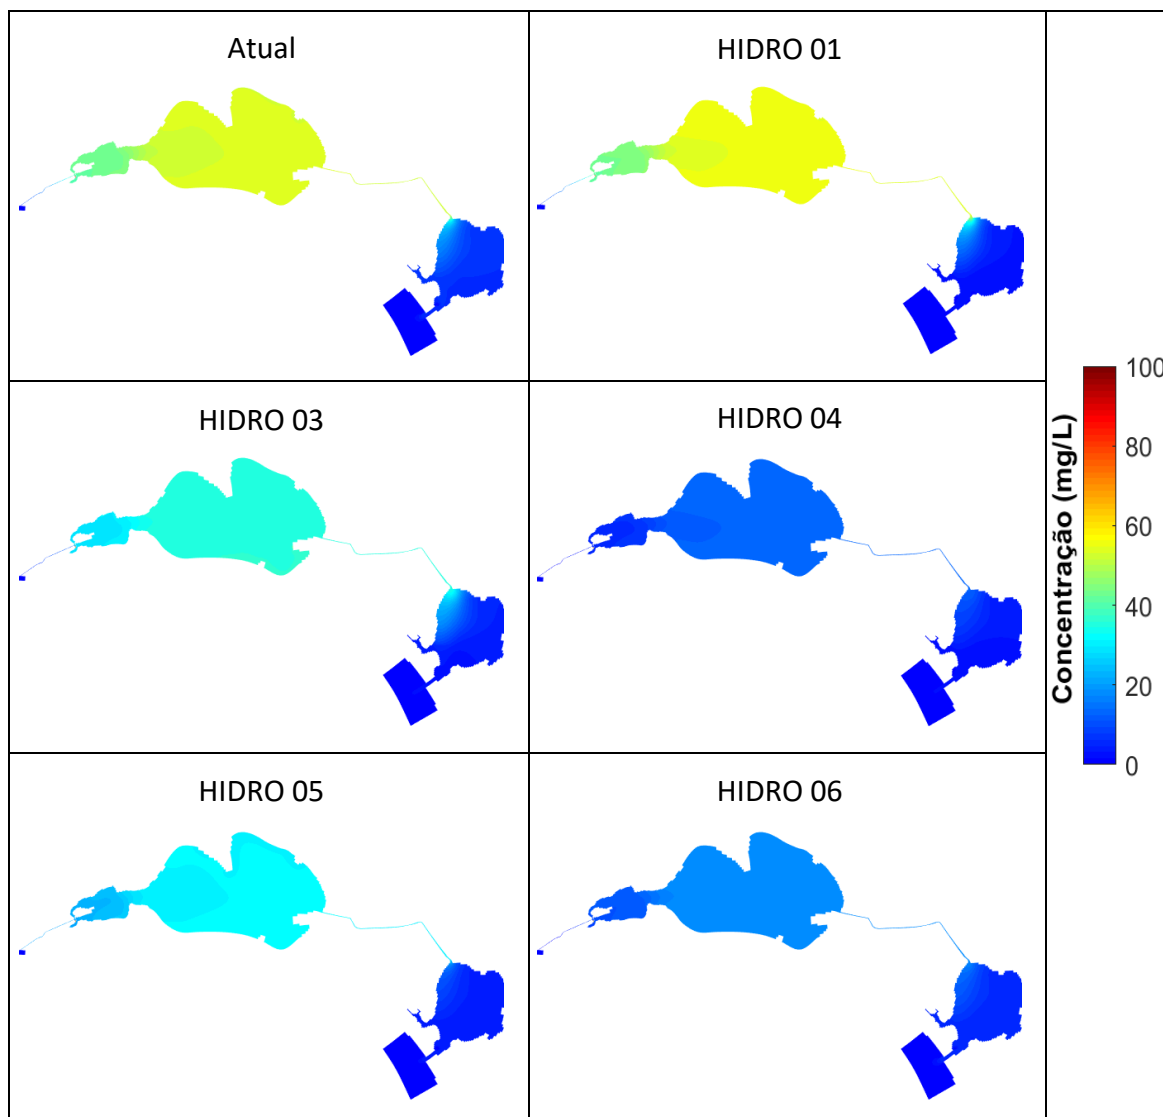 Atual
HIDRO 01
HIDRO 03
HIDRO 04
HIDRO 05
HIDRO 06
Concentração (mg/L)
100
80
60
40
20
0